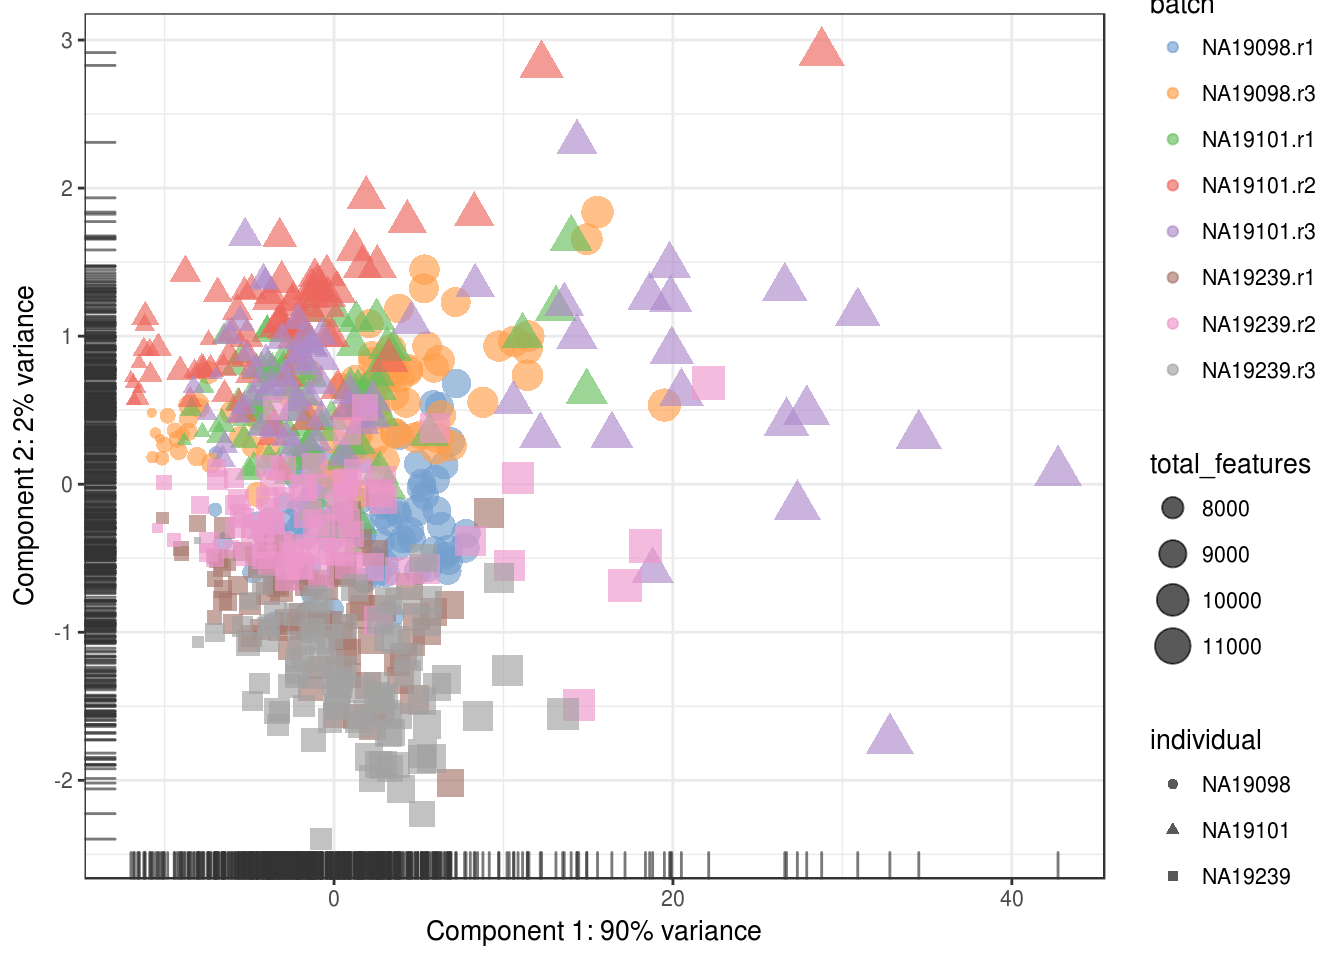 batch
NA19098.r1
NA19098.r3
NA19101.r1
NA19101.r2
NA19101.r3
NA19239.r1
NA19239.r2
NA19239.r3
total_features
8000
9000
10000
11000
individual
NA19098
NA19101
NA19239
Component 2: 2% variance
3
2
1
0
-1
-2
0
20
40
Component 1: 90% variance